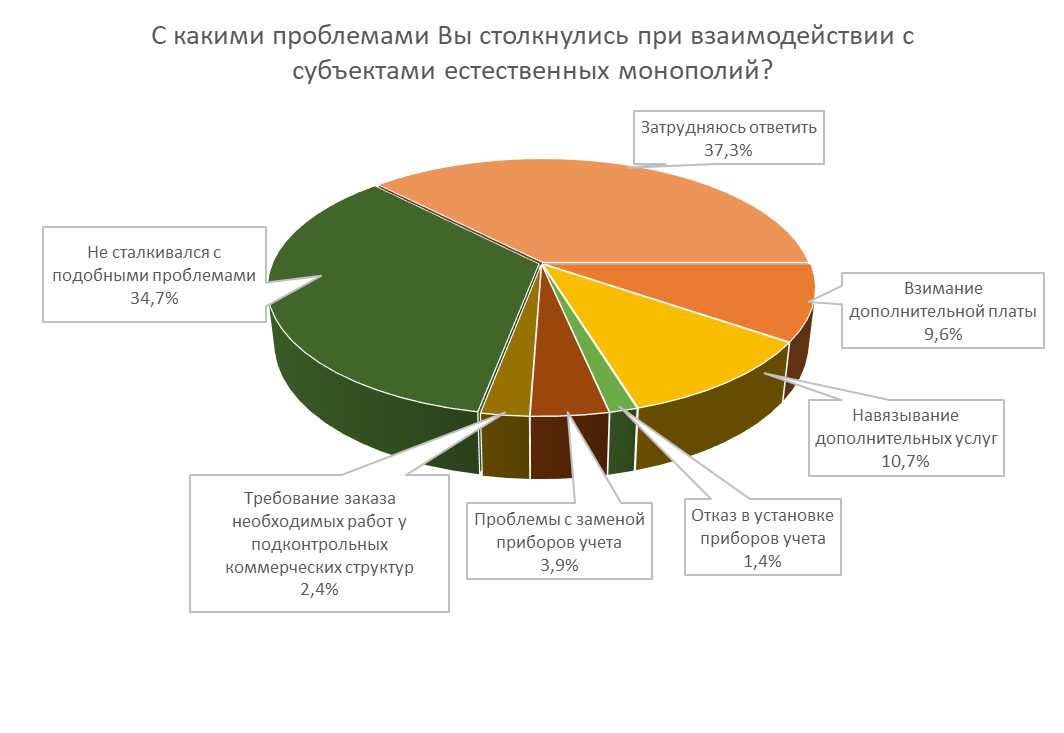 С какими проблемами Вы столкнулись при взаимодействии с
субъектами естественных монополий?
Затрудняюсь ответить
37,3%
Не сталкивался с
подобными проблемами
34,7%
Взимание
дополнительной платы
9,6%
Навязывание
дополнительных услуг
10,7%
Требование заказа
необходимых работ у
подконтрольных
коммерческих структур
2,4%
Проблемы с заменой
приборов учета
3,9%
Отказ в установке
приборов учета
1,4%